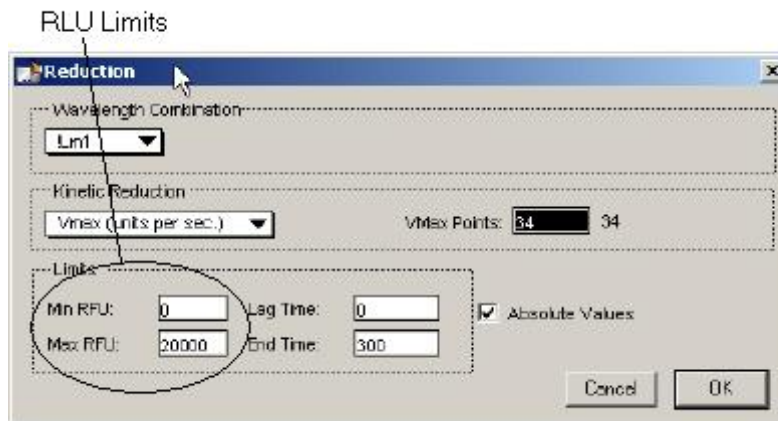 RLU Limits
Reduction
Wavelength Combination
!Lm1
Kinetic Reduction
Vmax (units per sec.)
VMax Points: 34 34
Limits
Min RFU: 0 Lag Time: 0
Absolute Values
Max RFU: 20000 End Time: 300
Cancel OK